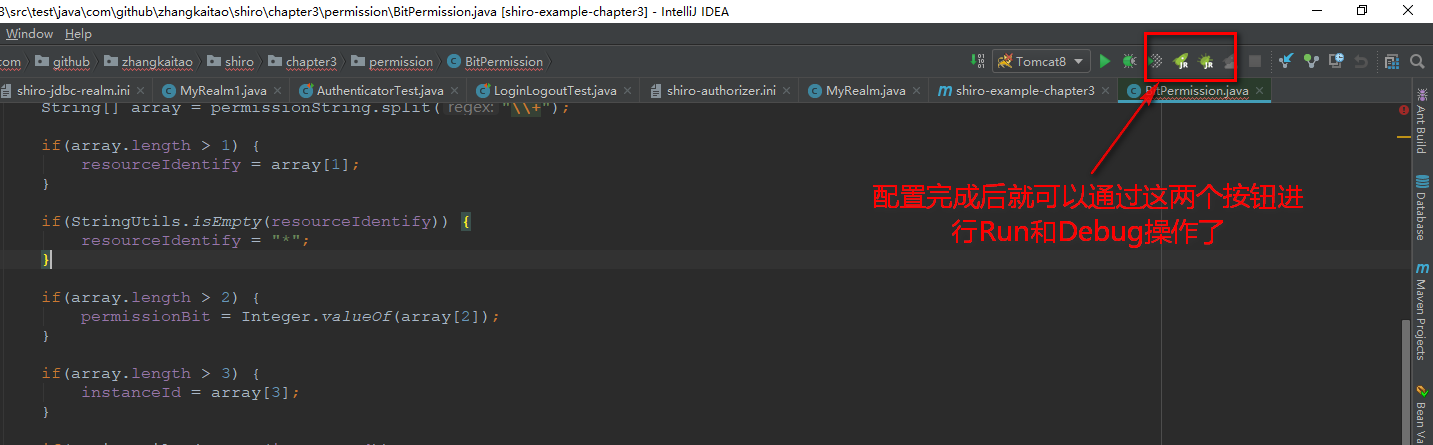 3\src\test\java\com\github\zhangkaitao\shiro\chapter3\permission\BitPermission.java [shiro-example-chapter3] - IntelliJ IDEA
Window Help
com github zhangkaitao shiro chapter3 permission BitPermission Tomcat8 JR JR
shiro-jdbc-realm.ini MyRealm1.java AuthenticatorTest.java LoginLogoutTest.java shiro-authorizer.ini MyRealm.java shiro-example-chapter3 BitPermission.java
String[] array = permissionString.split( regex: "\\+");
if(array.length > 1) {
resourceIdentify = array[1];
}
if(StringUtils.isEmpty(resourceIdentify)) {
resourceIdentify = "*";
}
if(array.length > 2) {
permissionBit = Integer.valueOf(array[2]);
}
if(array.length > 3) {
instanceId = array[3];
}
配置完成后就可以通过这两个按钮进
行Run和Debug操作了
Ant Build
Database
Maven Projects
Bean Va